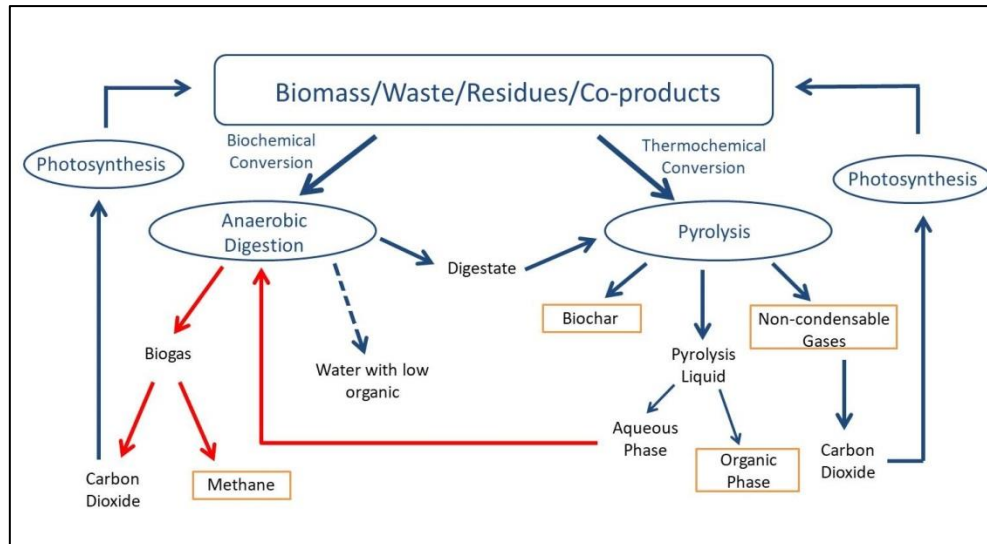 Biomass/Waste/Residues/Co-products
Biochemical
Conversion
Thermochemical
Conversion
Photosynthesis
Photosynthesis
Anaerobic
Digestion
Pyrolysis
Digestate
Biochar
Non-condensable
Gases
Biogas
Water with low
organic
Pyrolysis
Liquid
Aqueous
Phase
Organic
Phase
Carbon
Dioxide
Carbon
Dioxide
Methane